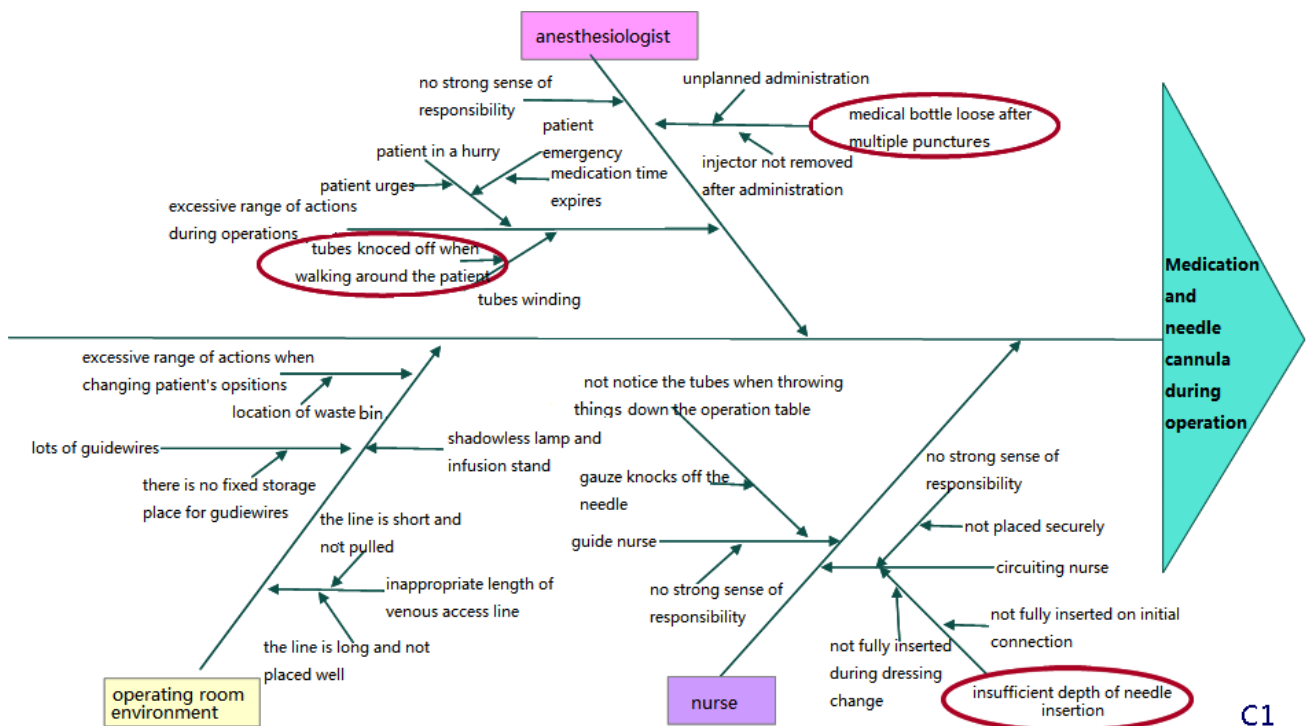 anesthesiologist
no strong sense of
responsibility
unplanned administration
medical bottle loose after
multiple punctures
patient
emergency
patient in a hurry
injector not removed
after administration
medication time
expires
patient urges
excessive range of actions
during operations
tubes knoced off when
walking around the patient
tubes winding
Medication
and
needle
cannula
during
operation
excessive range of actions when
changing patient's opsitions
location of waste bin
lots of guidewires
shadowless lamp and
infusion stand
there is no fixed storage
place for gudiewires
the line is short and
not pulled
inappropriate length of
venous access line
the line is long and not
placed well
operating room
environment
not notice the tubes when throwing
things down the operation table
gauze knocks off the
needle
guide nurse
no strong sense of
responsibility
no strong sense of
responsibility
not placed securely
circuiting nurse
not fully inserted on initial
connection
not fully inserted
during dressing
change
insufficient depth of needle
insertion
nurse
C1